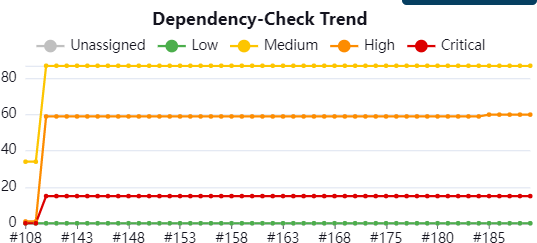 Dependency-Check Trend
Unassigned Low Medium High Critical
80
60
40
20
0
#108 #143 #148 #153 #158 #163 #168 #175 #180 #185